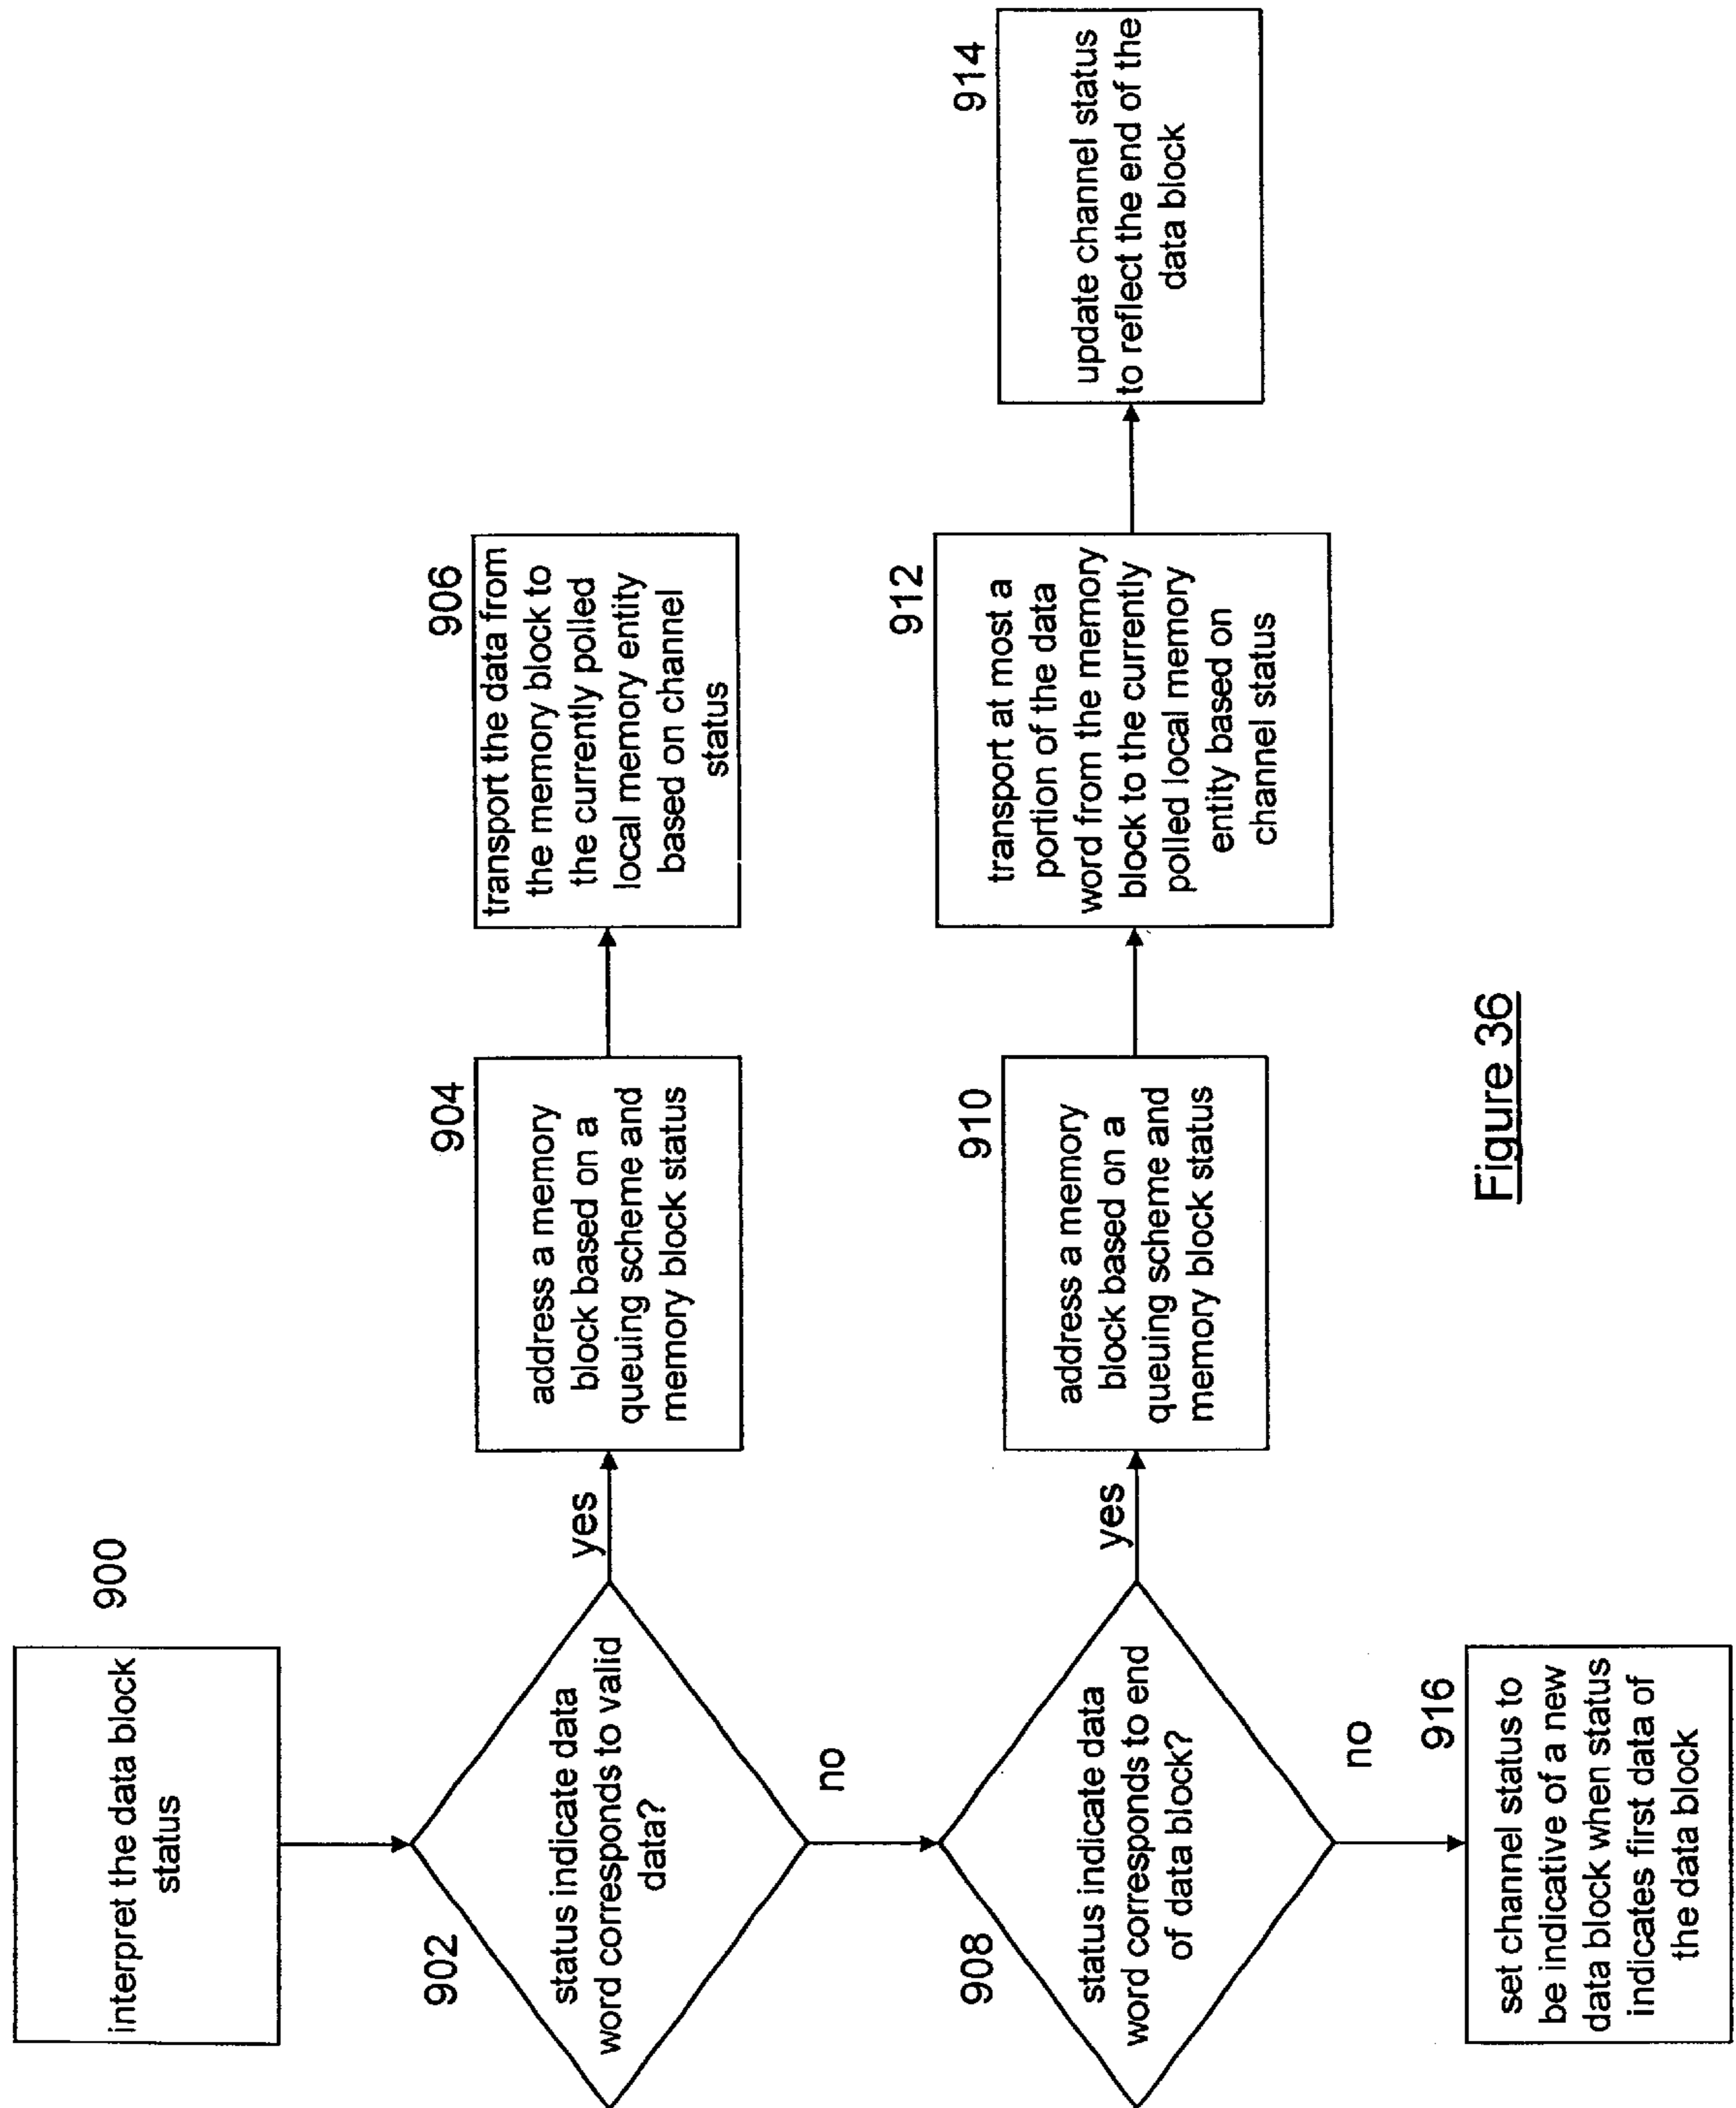 900
interpret the data block
status
902
status indicate data
word corresponds to valid
data?
yes
904
address a memory
block based on a
queuing scheme and
memory block status
906
transport the data from
the memory block to
the currently polled
local memory entity
based on channel
status
no
908
status indicate data
word corresponds to end
of data block?
yes
910
address a memory
block based on a
queuing scheme and
memory block status
912
transport at most a
portion of the data
word from the memory
block to the currently
polled local memory
entity based on
channel status
914
update channel status
to reflect the end of the
data block
no
916
set channel status to
be indicative of a new
data block when status
indicates first data of
the data block
Figure 36